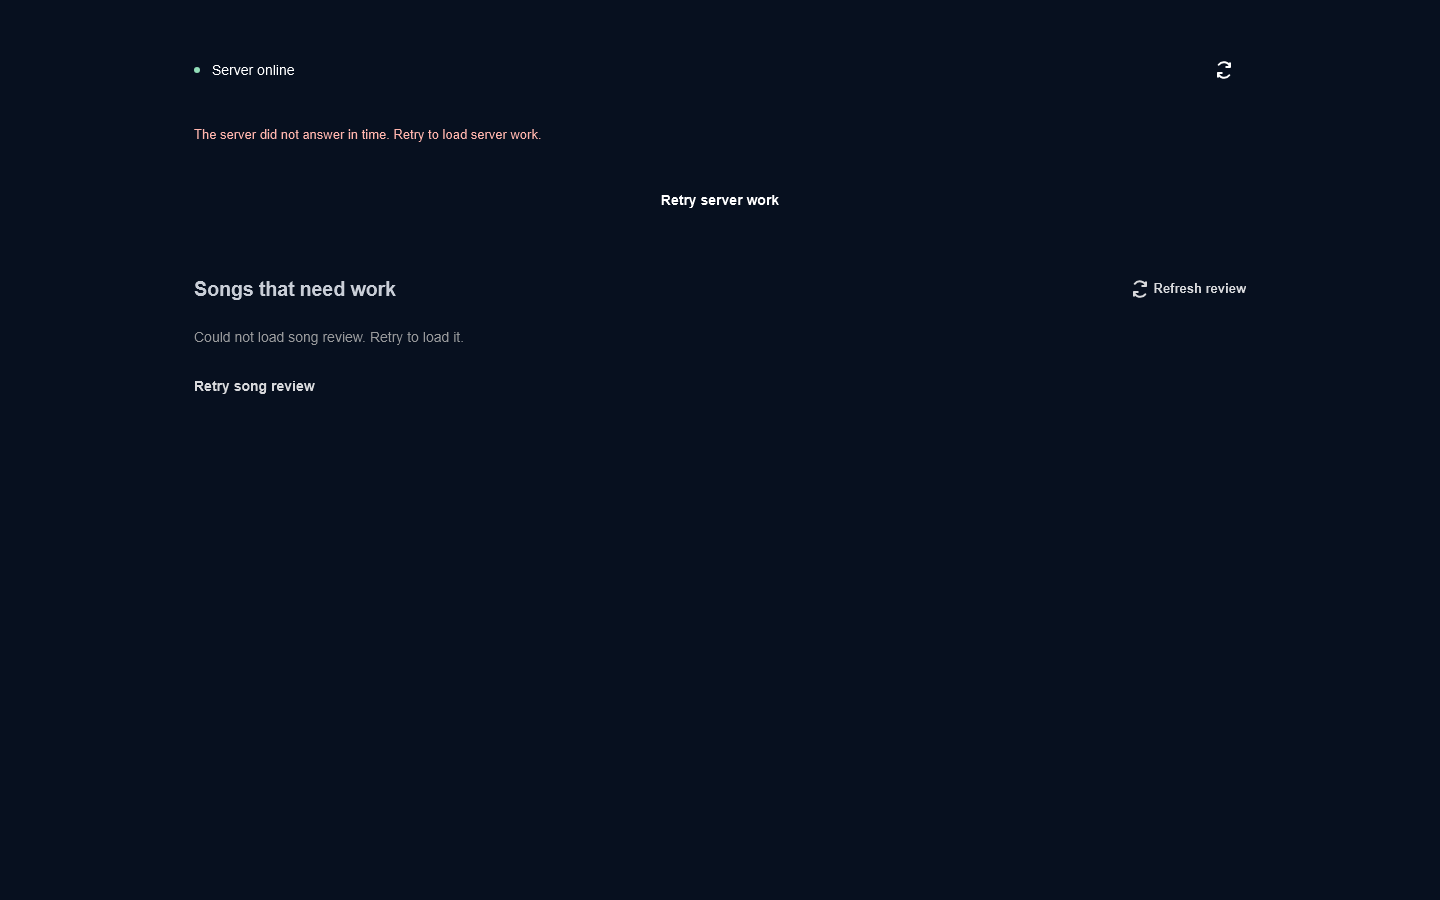 Server online
The server did not answer in time. Retry to load server work.
Retry server work
Songs that need work
Refresh review
Could not load song review. Retry to load it.
Retry song review